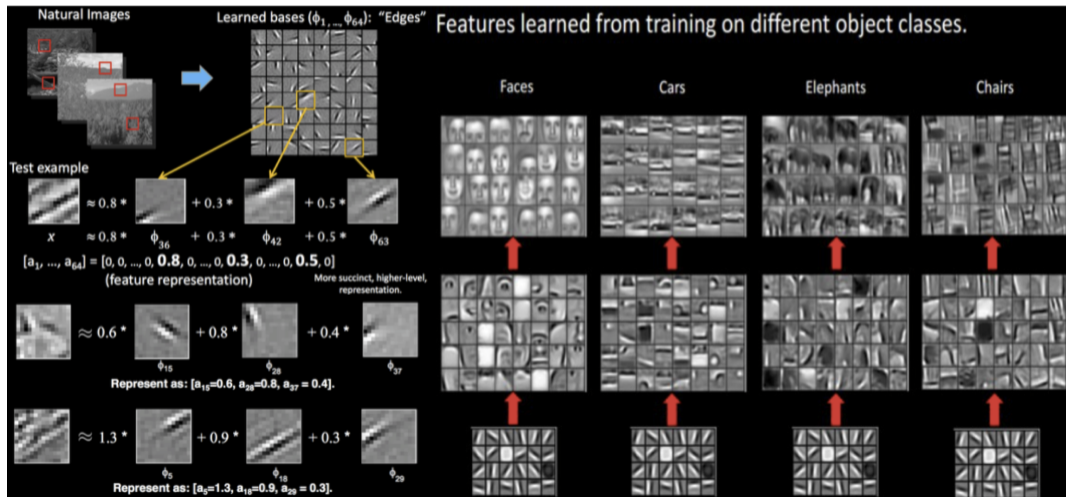 Natural Images
Learned bases (ϕ1 , ..., ϕ64): "Edges"
Test example
≈ 0.8 * + 0.3 * + 0.5 *
x ≈ 0.8 * ϕ36 + 0.3 * ϕ42 + 0.5 * ϕ63
[a1, ..., a64] = [0, 0, ..., 0, 0.8, 0, ..., 0, 0.3, 0, ..., 0, 0.5, 0]
(feature representation)
More succinct, higher-level,
representation.
≈ 0.6 * + 0.8 * + 0.4 *
ϕ15 ϕ28 ϕ37
Represent as: [a15=0.6, a28=0.8, a37 = 0.4].
≈ 1.3 * + 0.9 * + 0.3 *
ϕ5 ϕ18 ϕ29
Represent as: [a5=1.3, a18=0.9, a29 = 0.3].
Features learned from training on different object classes.
Faces Cars Elephants Chairs